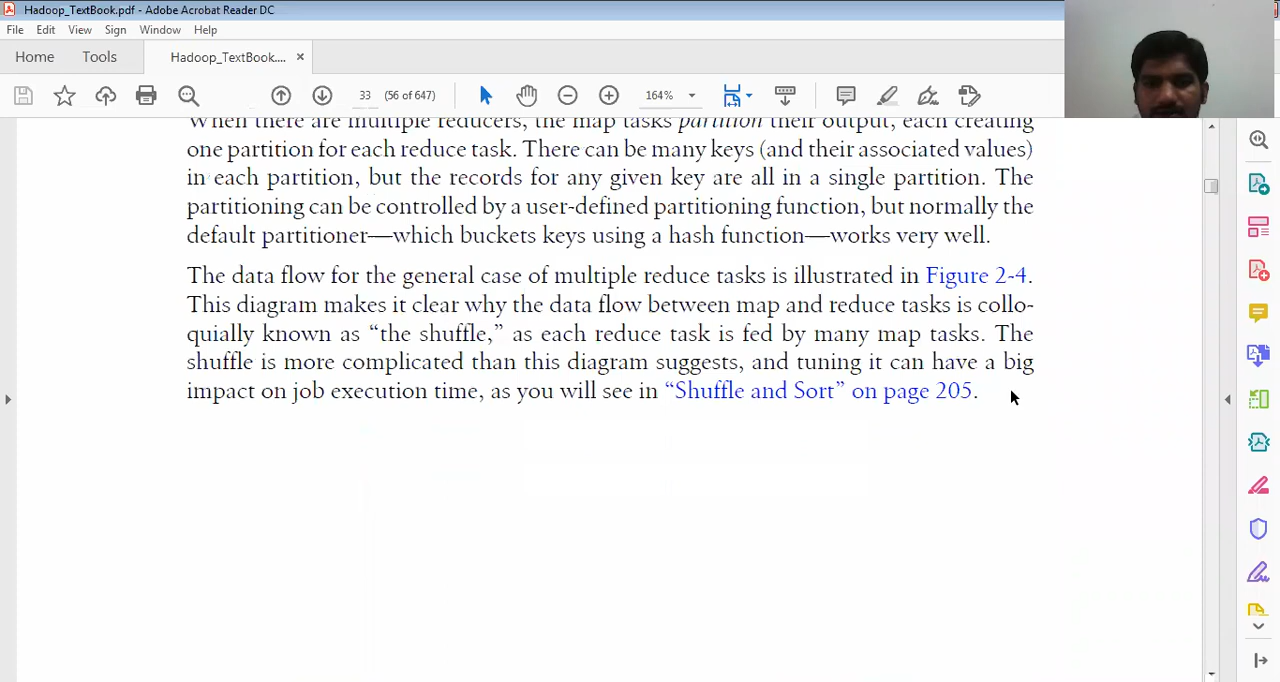 Hadoop_TextBook.pdf - Adobe Acrobat Reader DC
File Edit View Window Sign Help
Home Tools Hadoop_TextBook.... ×
33 (56 of 647) 164%
When there are multiple reducers, the map tasks partition their output, each creating
one partition for each reduce task. There can be many keys (and their associated values)
in each partition, but the records for any given key are all in a single partition. The
partitioning can be controlled by a user-defined partitioning function, but normally the
default partitioner—which buckets keys using a hash function—works very well.
The data flow for the general case of multiple reduce tasks is illustrated in Figure 2-4.
This diagram makes it clear why the data flow between map and reduce tasks is collo-
quially known as “the shuffle,” as each reduce task is fed by many map tasks. The
shuffle is more complicated than this diagram suggests, and tuning it can have a big
impact on job execution time, as you will see in “Shuffle and Sort” on page 205.